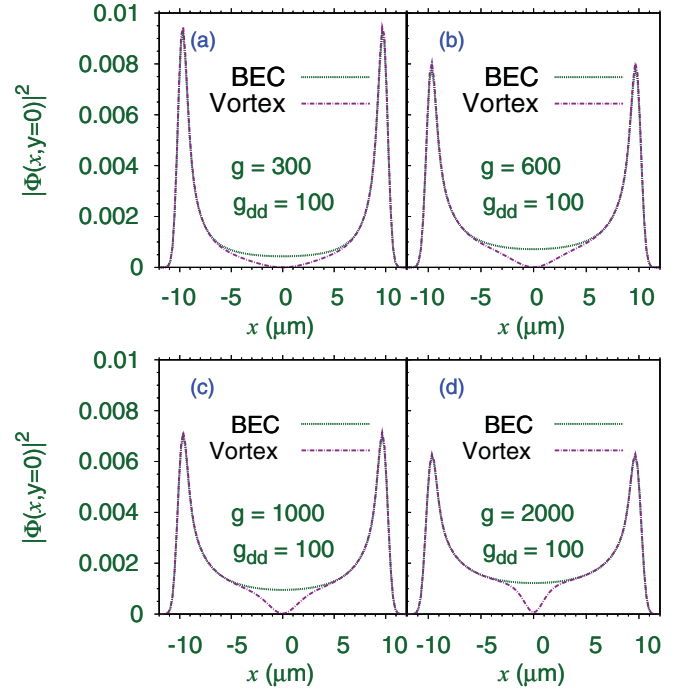 0.01
0.008
0.006
0.004
0.002
0
|Φ(x,y=0)|²
(a)
BEC
Vortex
g = 300
g_dd = 100
-10 -5 0 5 10
x (μm)
(b)
BEC
Vortex
g = 600
g_dd = 100
-10 -5 0 5 10
x (μm)
0.01
0.008
0.006
0.004
0.002
0
|Φ(x,y=0)|²
(c)
BEC
Vortex
g = 1000
g_dd = 100
-10 -5 0 5 10
x (μm)
(d)
BEC
Vortex
g = 2000
g_dd = 100
-10 -5 0 5 10
x (μm)